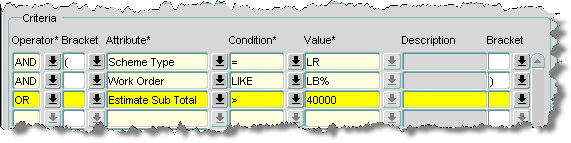 Criteria
Operator* Bracket Attribute* Condition* Value* Description Bracket
AND ( Scheme Type = LR
AND Work Order LIKE LB% )
OR Estimate Sub Total > 40000